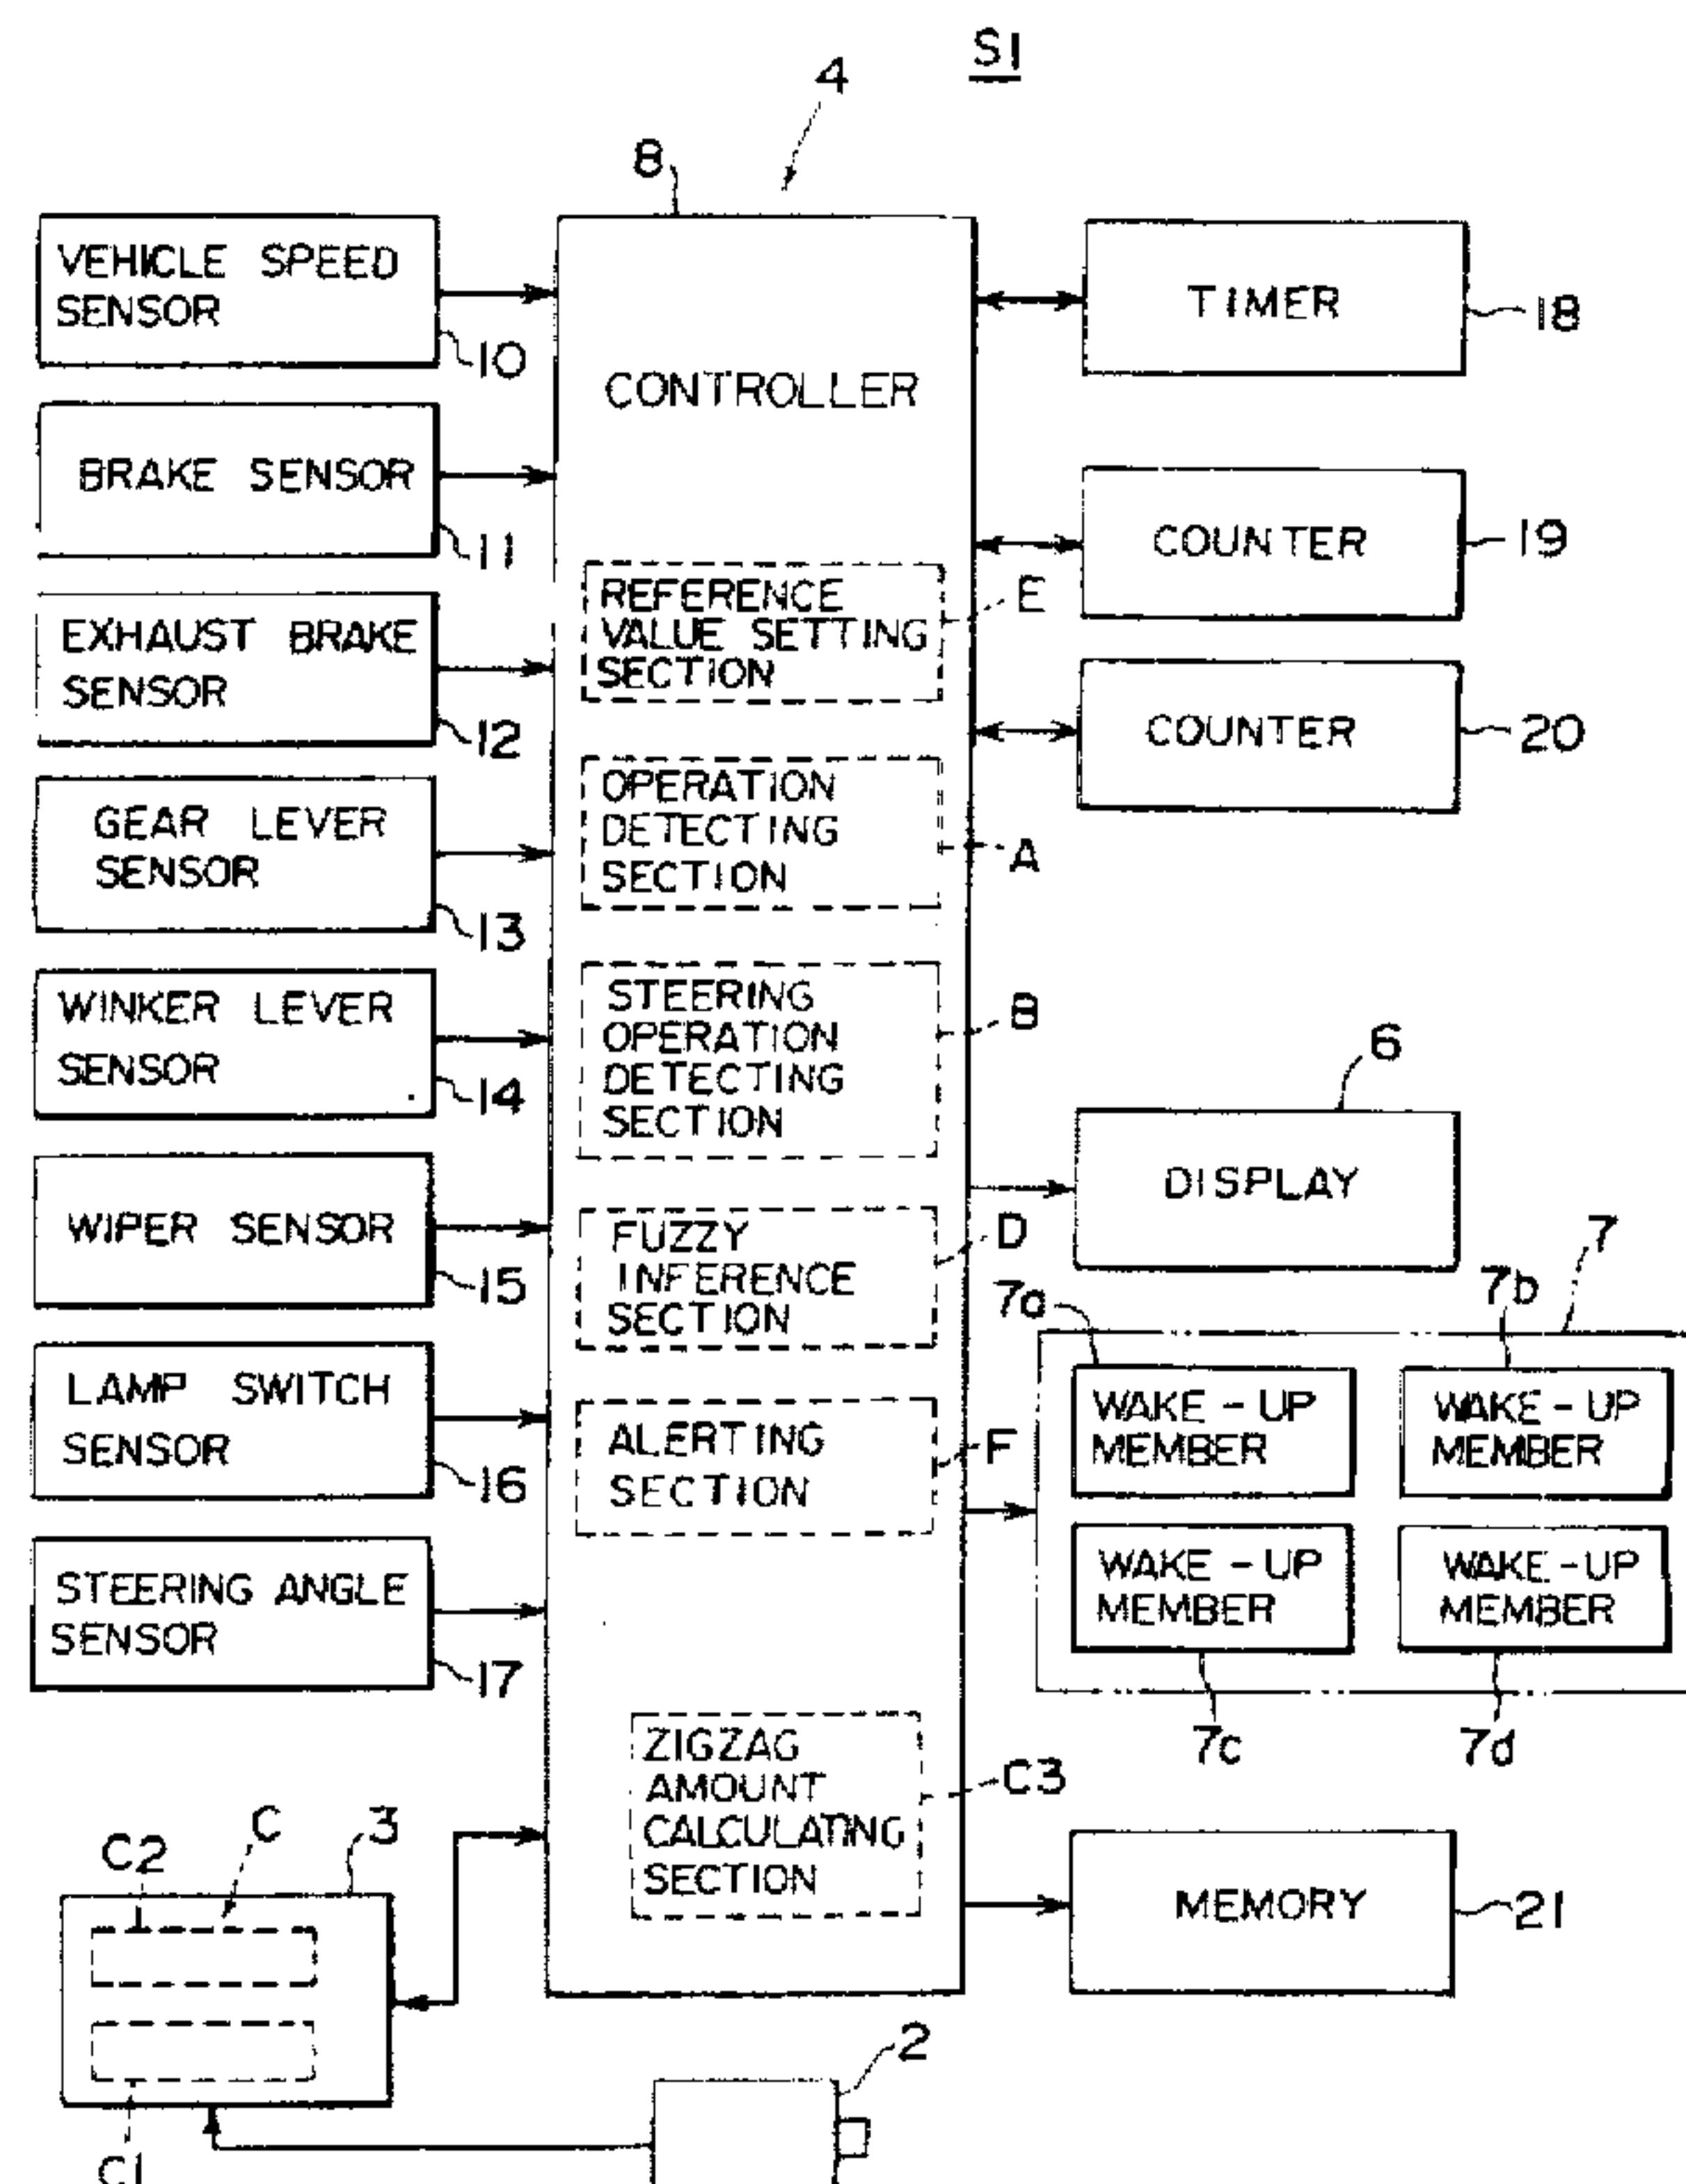 S1
4
8
VEHICLE SPEED
SENSOR
10
BRAKE SENSOR
11
EXHAUST BRAKE
SENSOR
12
GEAR LEVER
SENSOR
13
WINKER LEVER
SENSOR
14
WIPER SENSOR
15
LAMP SWITCH
SENSOR
16
STEERING ANGLE
SENSOR
17
CONTROLLER
REFERENCE
VALUE SETTING
SECTION
E
OPERATION
DETECTING
SECTION
A
STEERING
OPERATION
DETECTING
SECTION
B
FUZZY
INFERENCE
SECTION
D
ALERTING
SECTION
F
ZIGZAG
AMOUNT
CALCULATING
SECTION
C3
TIMER
18
COUNTER
19
COUNTER
20
6
DISPLAY
7
7a
7b
WAKE-UP
MEMBER
WAKE-UP
MEMBER
WAKE-UP
MEMBER
WAKE-UP
MEMBER
7c
7d
MEMORY
21
C2
C
3
C1
2